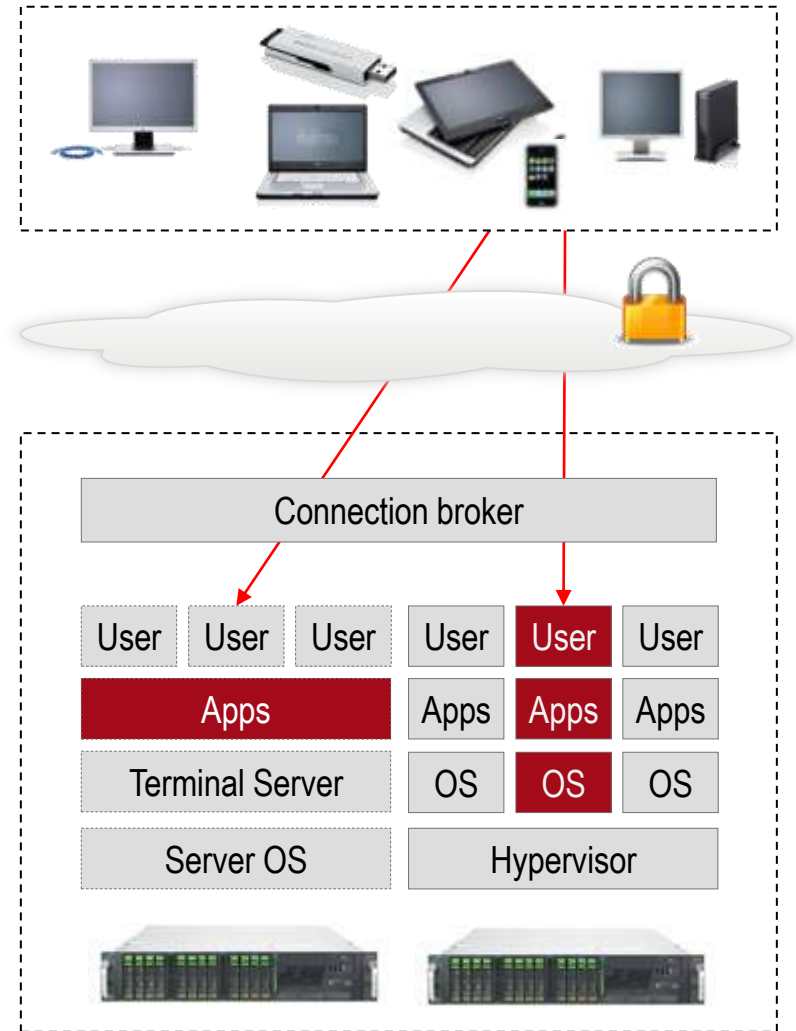 Connection broker
User User User User User User
Apps Apps Apps Apps
Terminal Server OS OS OS
Server OS Hypervisor